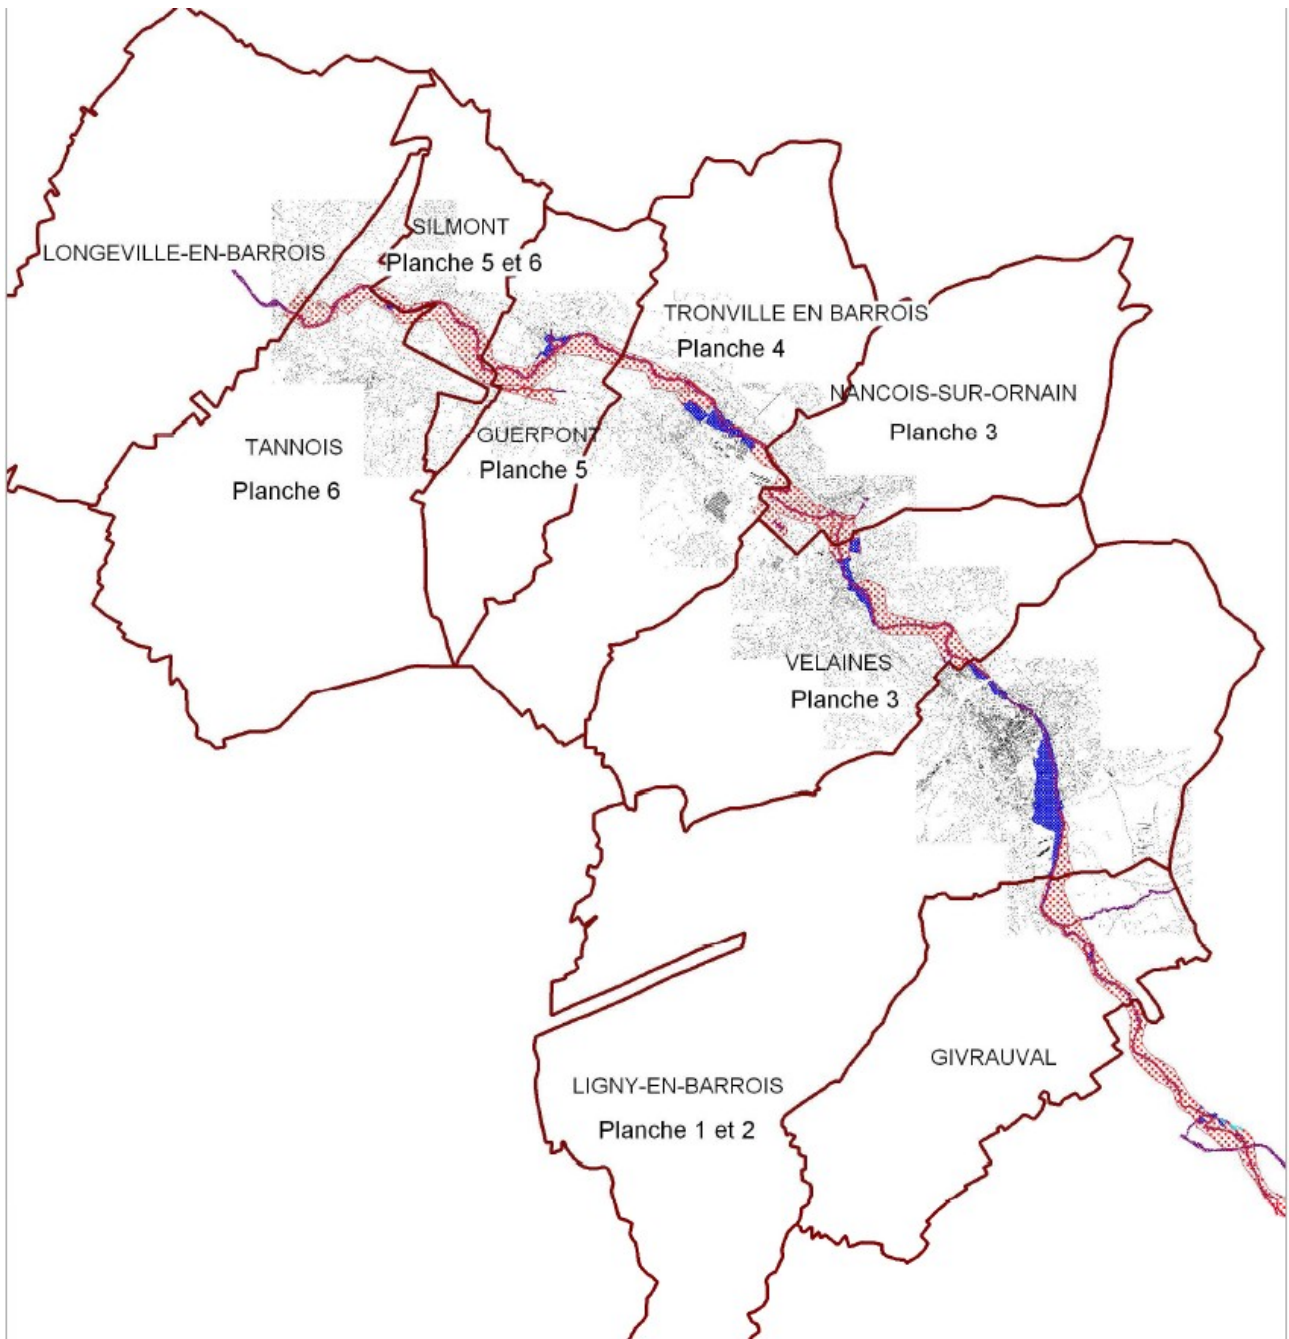 SILMONT
Planche 5 et 6
LONGEVILLE-EN-BARROIS
TRONVILLE EN BARROIS
Planche 4
NANCOIS-SUR-ORNAIN
Planche 3
TANNOIS
Planche 6
GUERPONT
Planche 5
VELAINES
Planche 3
GIVRAUVAL
LIGNY-EN-BARROIS
Planche 1 et 2